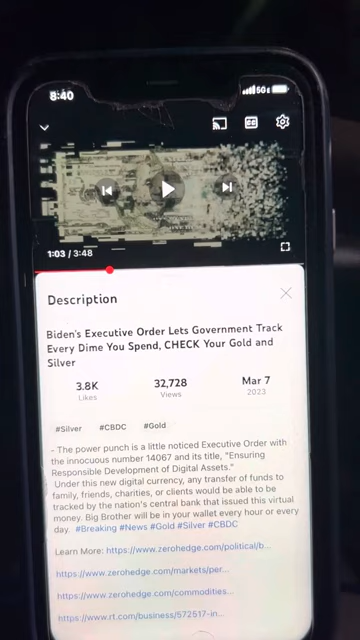 8:40
5G
CC
1:03 / 3:48
Description
Biden's Executive Order Lets Government Track
Every Dime You Spend, CHECK Your Gold and
Silver
3.8K
Likes
32,728
Views
Mar 7
2023
#Silver #CBDC #Gold
- The power punch is a little noticed Executive Order with
the innocuous number 14067 and its title, "Ensuring
Responsible Development of Digital Assets."
Under this new digital currency, any transfer of funds to
family, friends, charities, or clients would be able to be
tracked by the nation's central bank that issued this virtual
money. Big Brother will be in your wallet every hour or every
day. #Breaking #News #Gold #Silver #CBDC
Learn More: https://www.zerohedge.com/political/b...
https://www.zerohedge.com/markets/per...
https://www.zerohedge.com/commodities...
https://www.rt.com/business/572517-in...